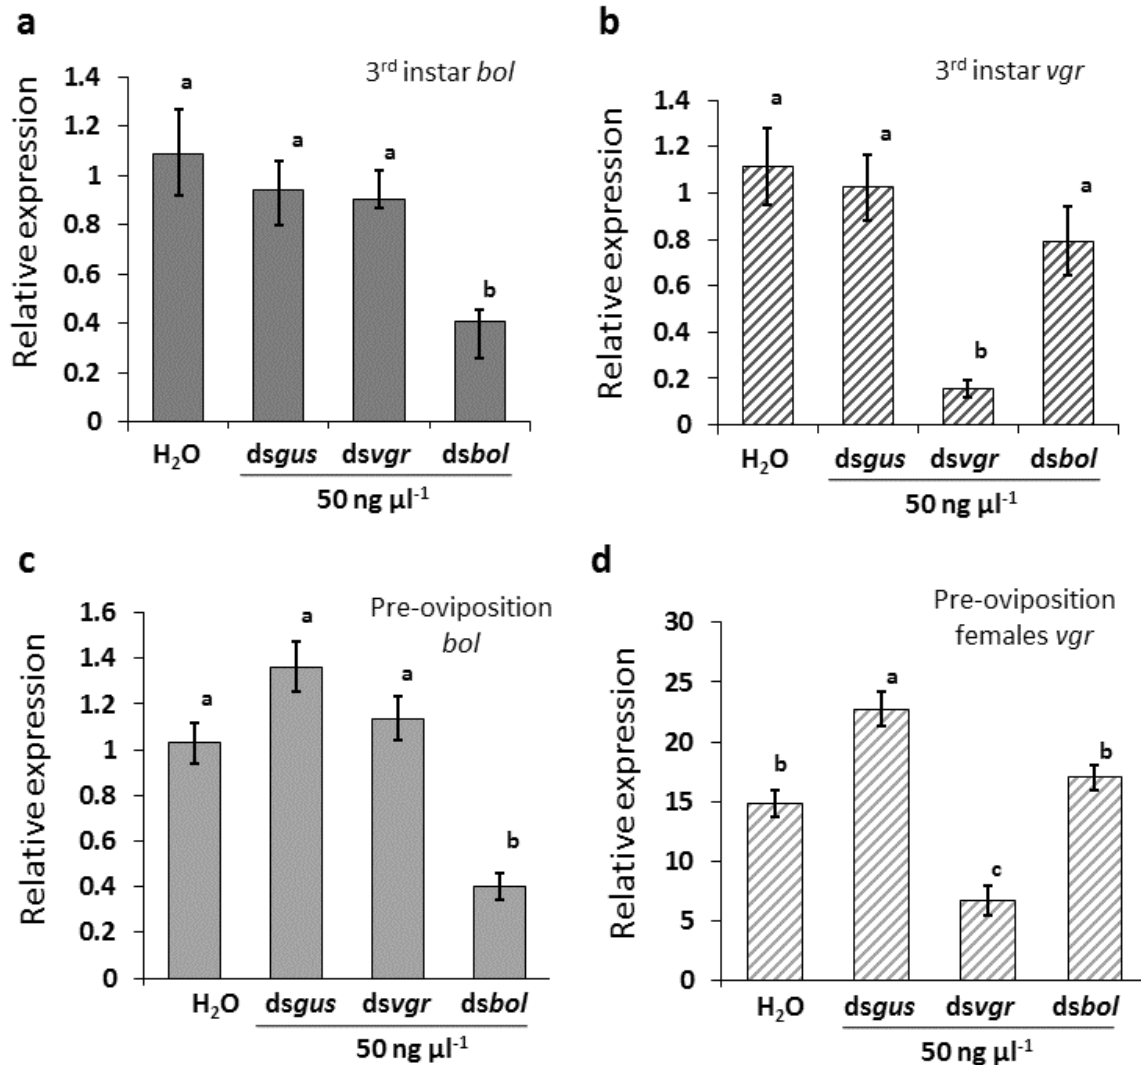 a
3rd instar bol
Relative expression
1.4
1.2
1
0.8
0.6
0.4
0.2
0
a
a
a
b
H2O dsgus dsvgr dsbol
50 ng µl-1
b
3rd instar vgr
Relative expression
1.4
1.2
1
0.8
0.6
0.4
0.2
0
a
a
b
a
H2O dsgus dsvgr dsbol
50 ng µl-1
c
Pre-oviposition
bol
Relative expression
1.6
1.4
1.2
1
0.8
0.6
0.4
0.2
0
a
a
a
b
H2O dsgus dsvgr dsbol
50 ng µl-1
d
Pre-oviposition
females vgr
Relative expression
30
25
20
15
10
5
0
b
a
c
b
H2O dsgus dsvgr dsbol
50 ng µl-1